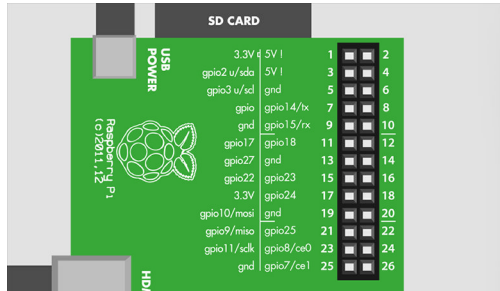 SD CARD
USB
POWER
3.3V 5V ! 1 2
gpio2 u/sda 5V ! 3 4
gpio3 u/scl gnd 5 6
gpio gpio14/tx 7 8
gnd gpio15/rx 9 10
gpio17 gpio18 11 12
gpio27 gnd 13 14
gpio22 gpio23 15 16
3.3V gpio24 17 18
gpio10/mosi gnd 19 20
gpio9/miso gpio25 21 22
gpio11/sclk gpio8/ce0 23 24
gnd gpio7/ce1 25 26
Raspberry Pi
(c)2011,12